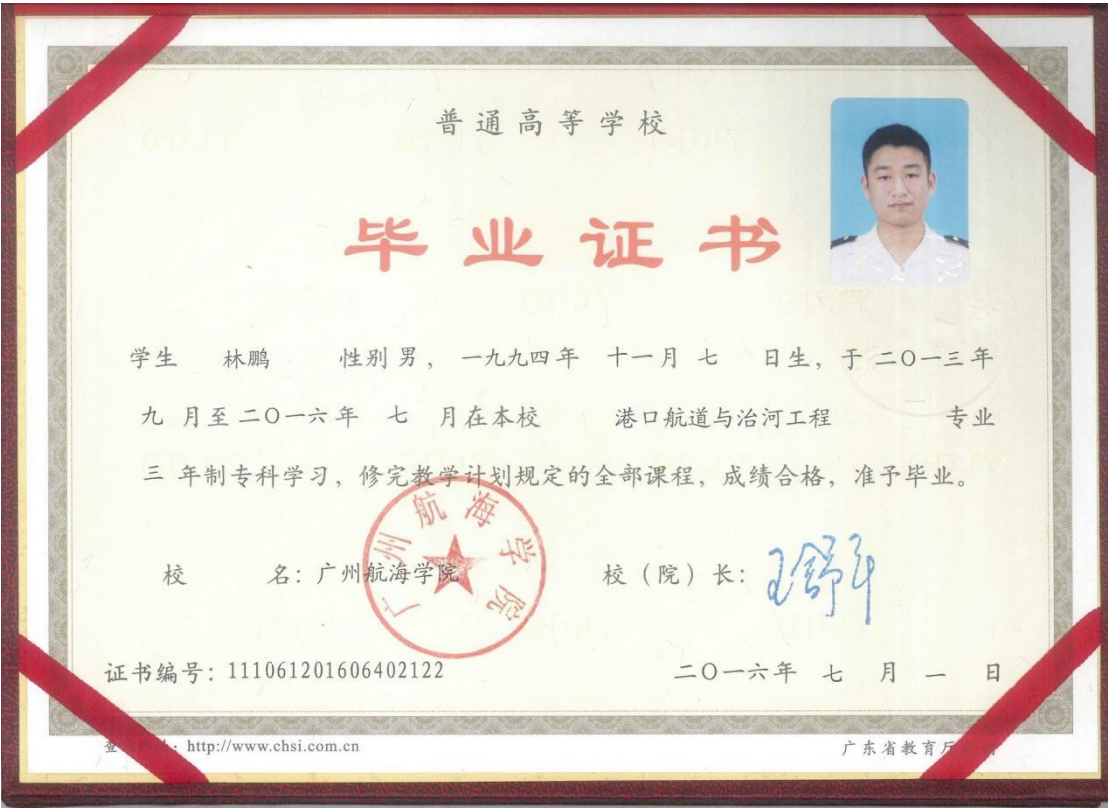 普通高等学校
毕业证书
学生 林鹏 性别 男，一九九四年 十一月 七 日生，于 二〇一三年
九 月至 二〇一六年 七 月在本校 港口航道与治河工程 专业
三 年制专科学习，修完教学计划规定的全部课程，成绩合格，准予毕业。
校 名：广州航海学院 校（院）长：
广州航海学院
证书编号：111061201606402122 二〇一六年 七 月 一 日
查 ：http://www.chsi.com.cn 广东省教育厅